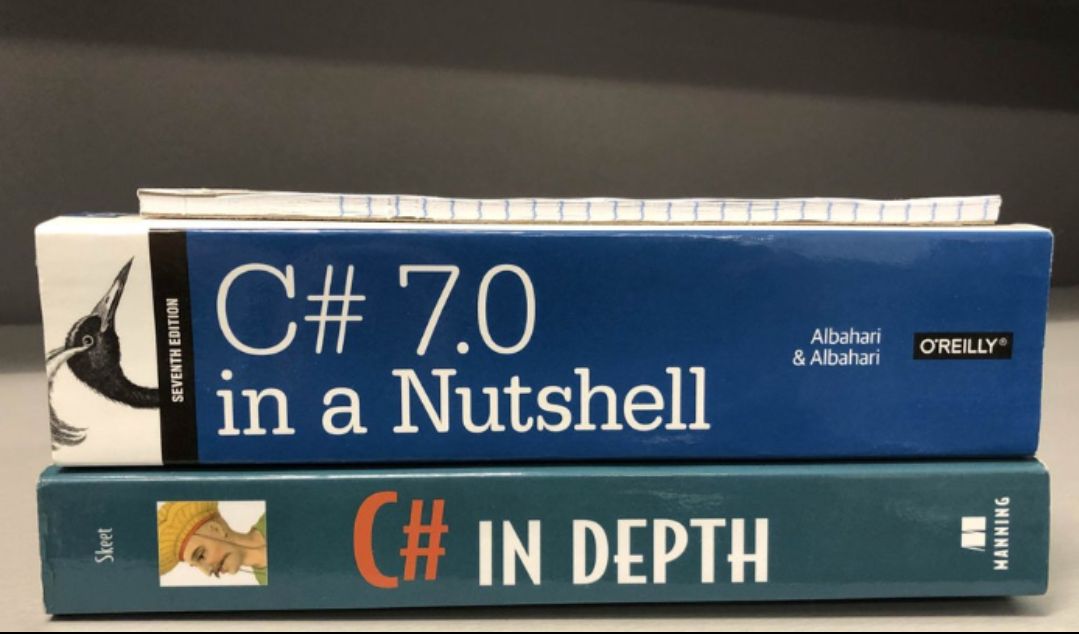 SEVENTH EDITION
C# 7.0
in a Nutshell
Albahari
& Albahari
O'REILLY®
Skeet
C# IN DEPTH
MANNING